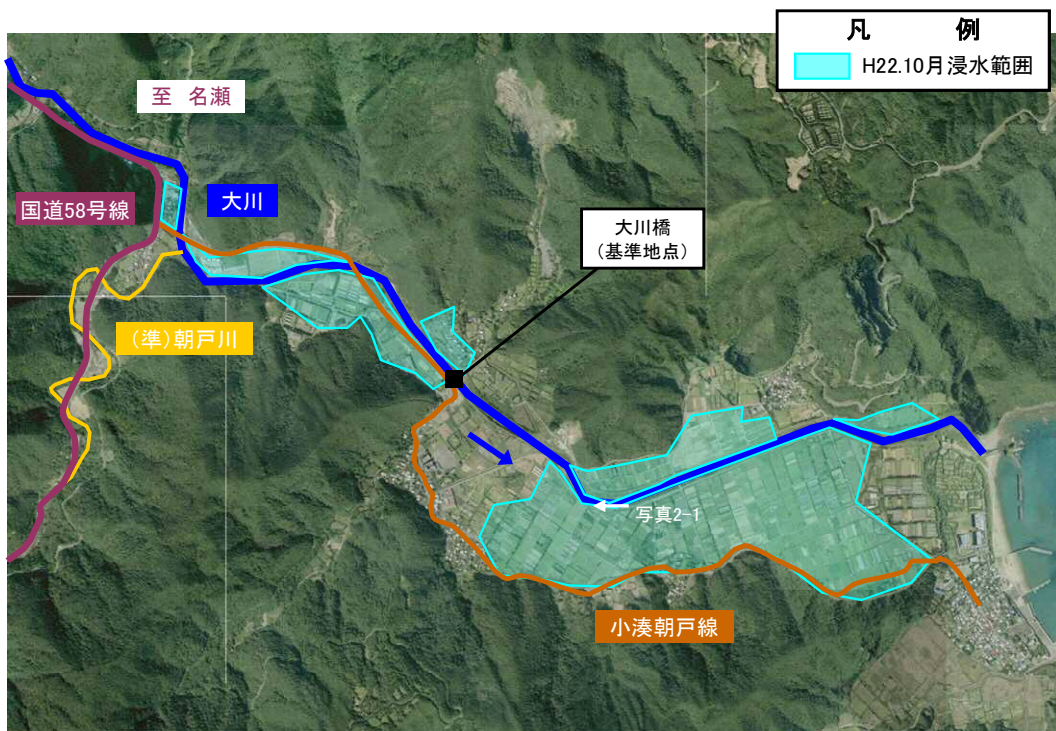 凡 例
H22.10月浸水範囲
至 名瀬
国道58号線
大川
大川橋
(基準地点)
(準)朝戸川
写真2-1
小湊朝戸線